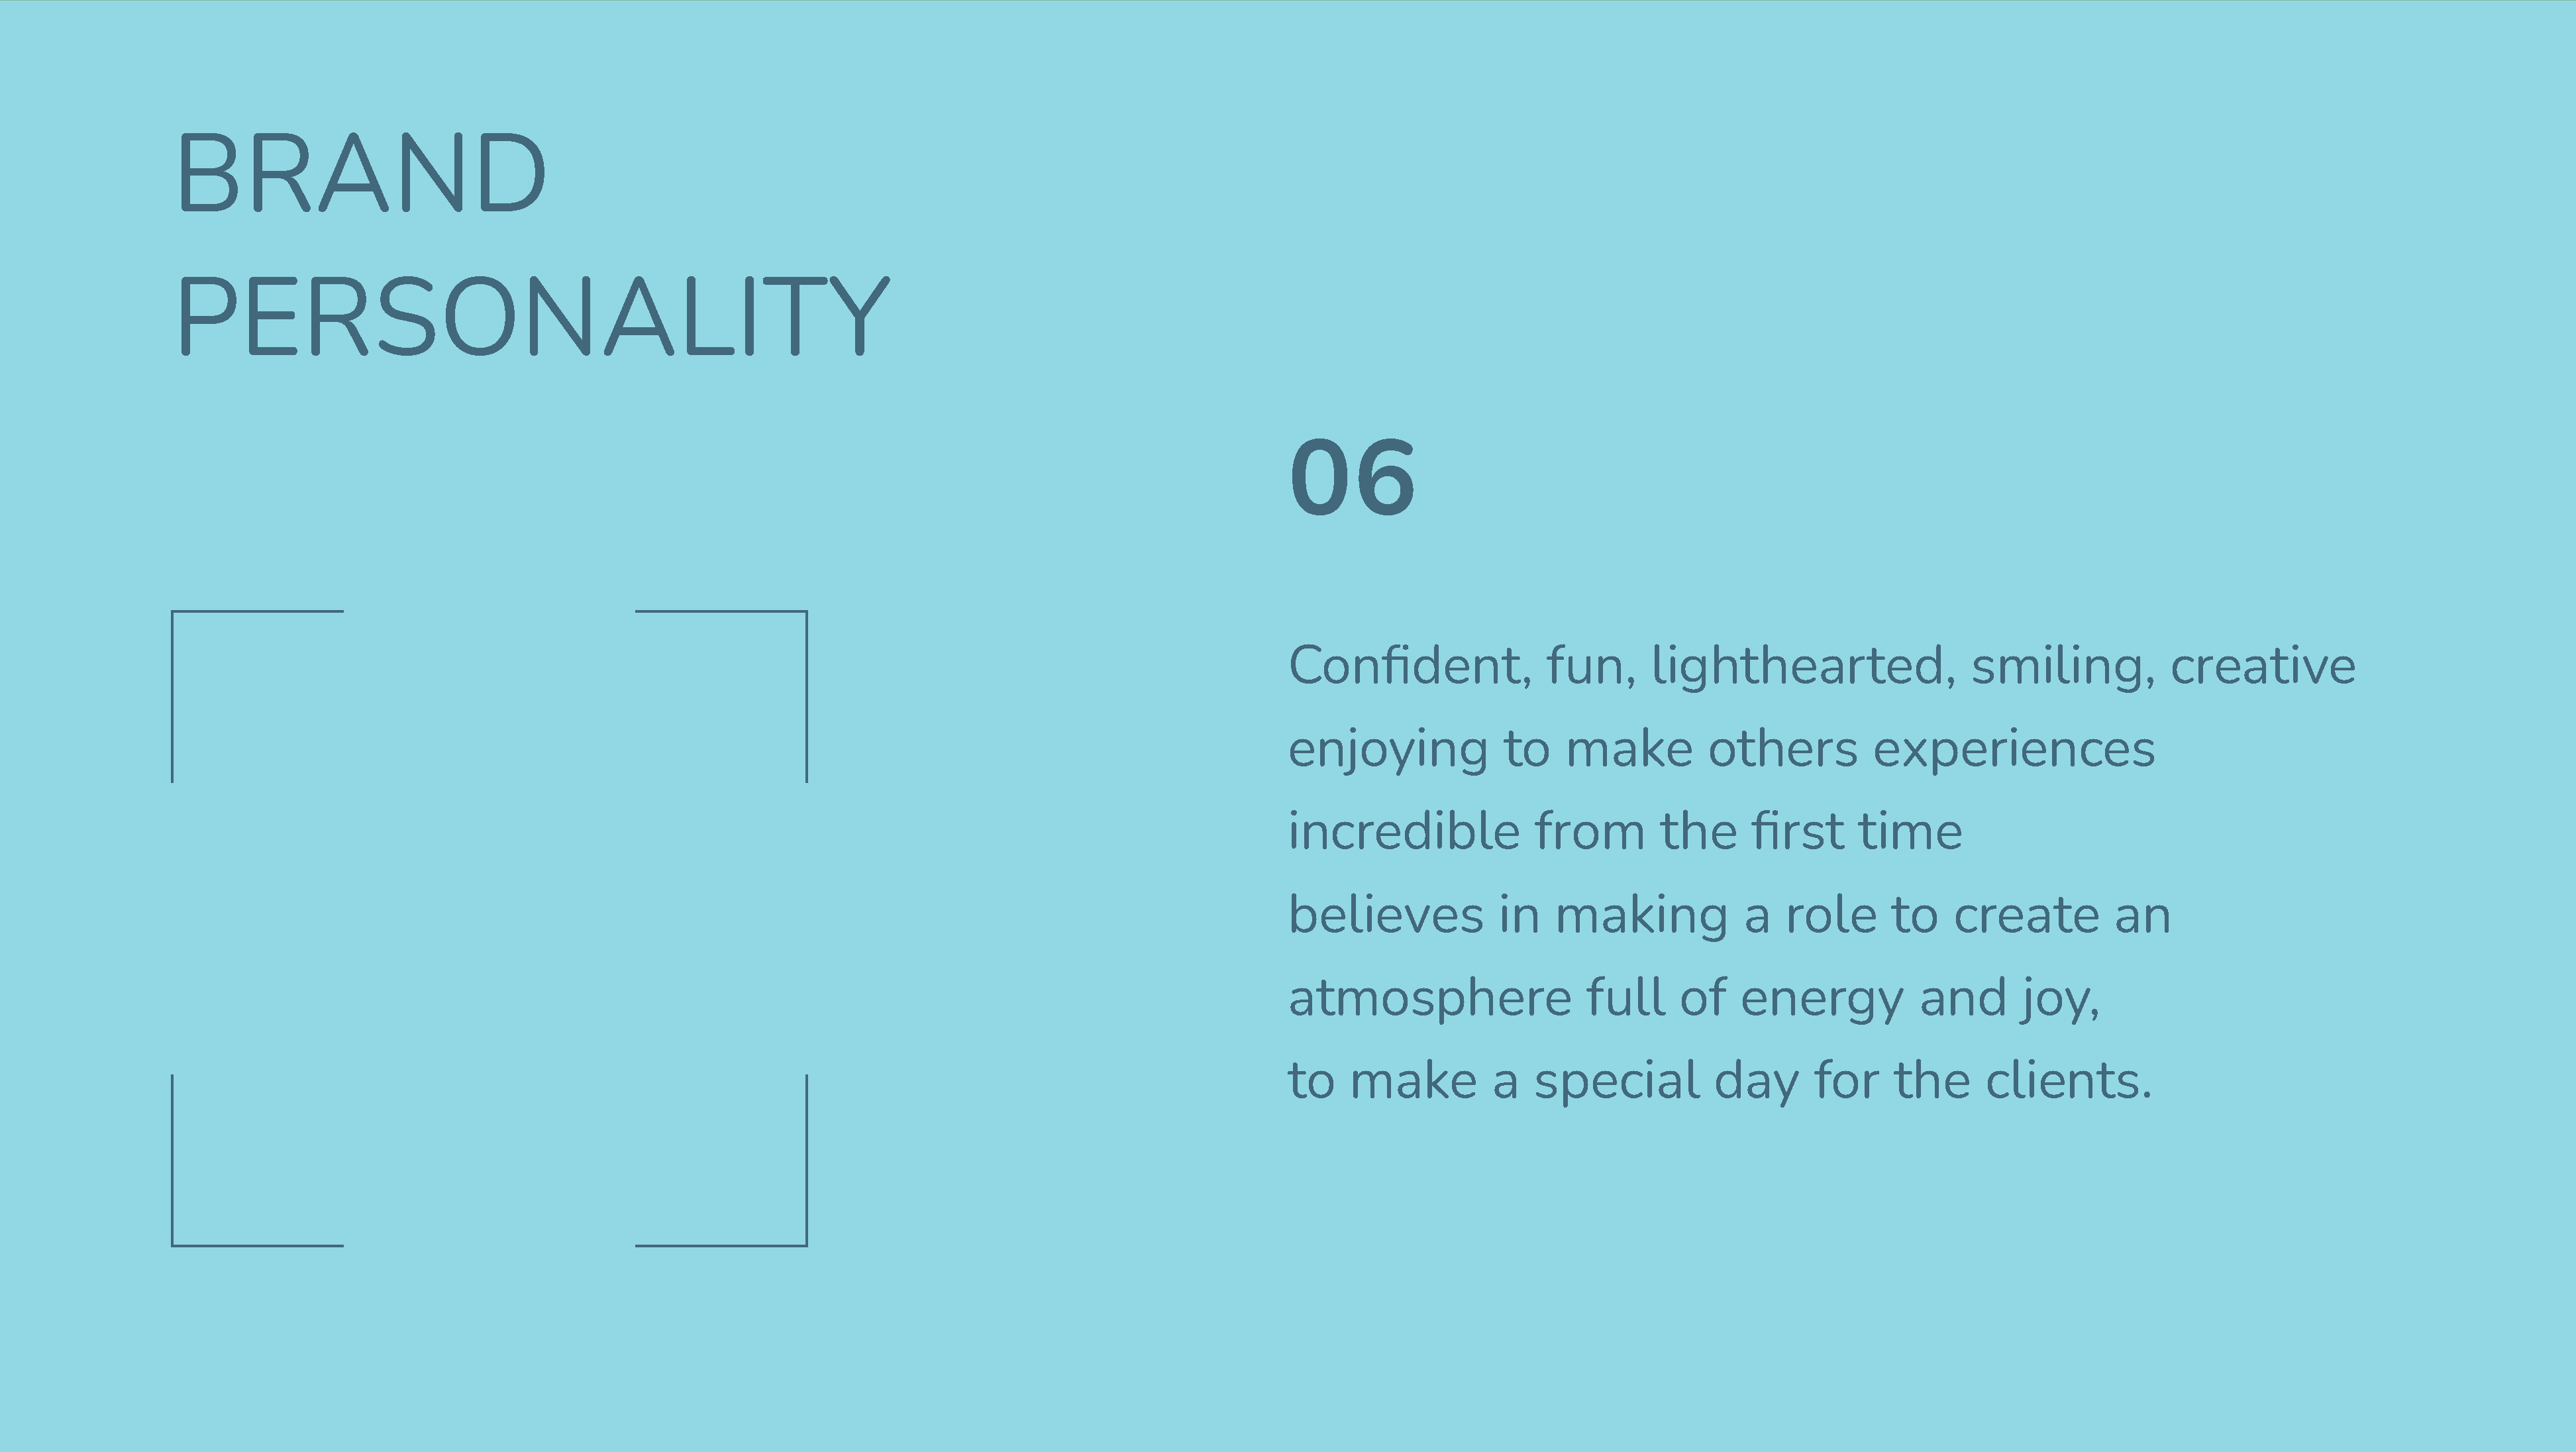 BRAND
PERSONALITY
06
Confident, fun, lighthearted, smiling, creative
enjoying to make others experiences
incredible from the first time
believes in making a role to create an
atmosphere full of energy and joy,
to make a special day for the clients.